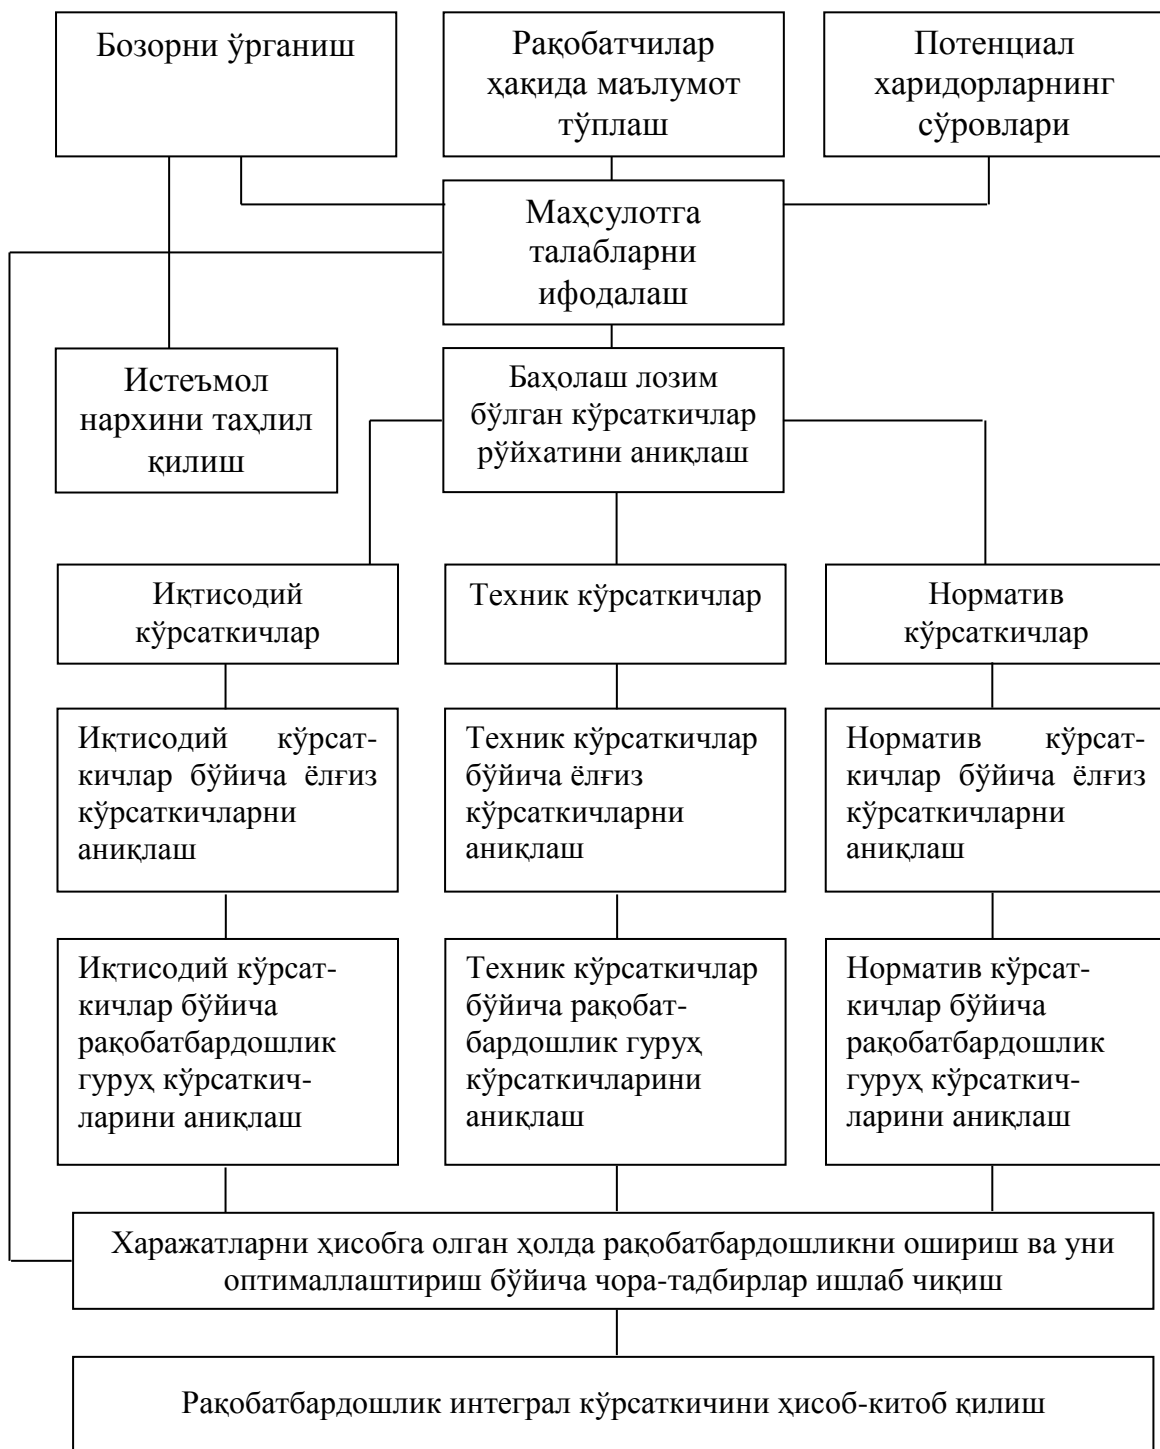 Бозорни ўрганиш
Рақобатчилар
ҳақида маълумот
тўплаш
Потенциал
харидорларнинг
сўровлари
Маҳсулотга
талабларни
ифодалаш
Истеъмол
нархини таҳлил
қилиш
Баҳолаш лозим
бўлган кўрсаткичлар
рўйхатини аниқлаш
Иқтисодий
кўрсаткичлар
Техник кўрсаткичлар
Норматив
кўрсаткичлар
Иқтисодий кўрсат-
кичлар бўйича ёлғиз
кўрсаткичларни
аниқлаш
Техник кўрсаткичлар
бўйича ёлғиз
кўрсаткичларни
аниқлаш
Норматив кўрсат-
кичлар бўйича ёлғиз
кўрсаткичларни
аниқлаш
Иқтисодий кўрсат-
кичлар бўйича
рақобатбардошлик
гуруҳ кўрсаткич-
ларини аниқлаш
Техник кўрсаткичлар
бўйича рақобат-
бардошлик гуруҳ
кўрсаткичларини
аниқлаш
Норматив кўрсат-
кичлар бўйича
рақобатбардошлик
гуруҳ кўрсаткич-
ларини аниқлаш
Харажатларни ҳисобга олган ҳолда рақобатбардошликни ошириш ва уни
оптималлаштириш бўйича чора-тадбирлар ишлаб чиқиш
Рақобатбардошлик интеграл кўрсаткичини ҳисоб-китоб қилиш